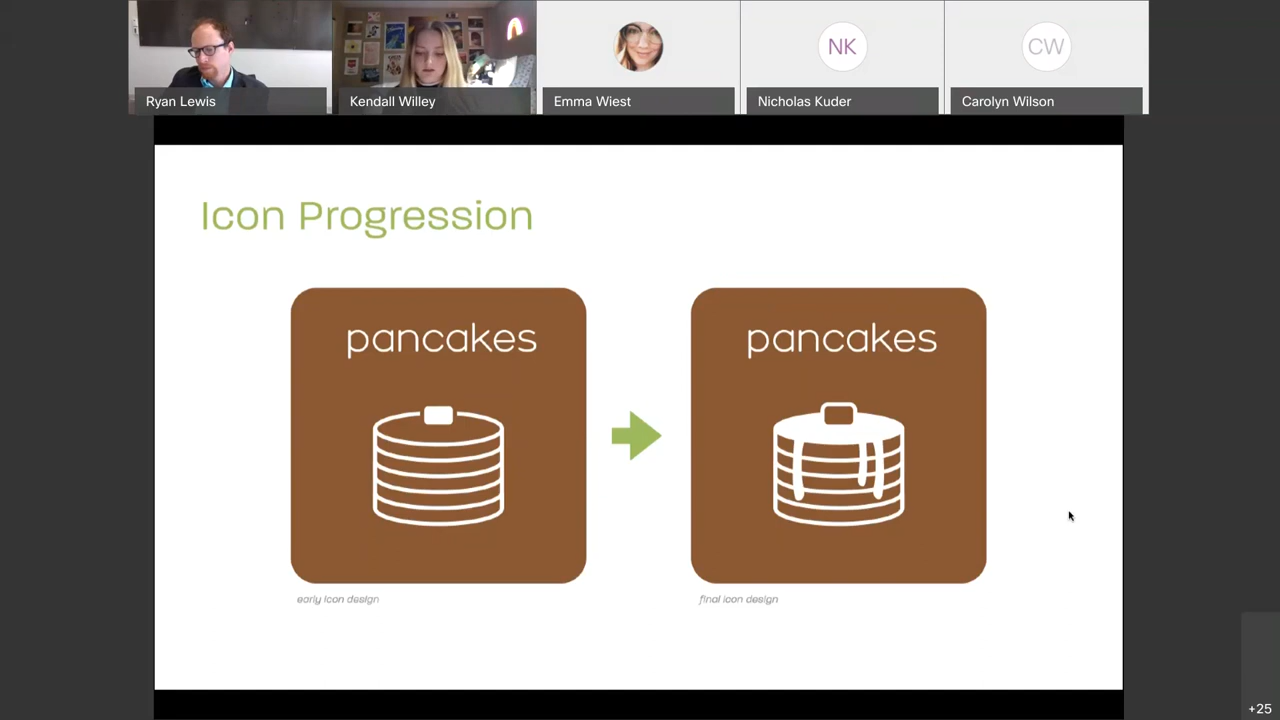 Ryan Lewis
Kendall Willey
Emma Wiest
NK
Nicholas Kuder
CW
Carolyn Wilson
Icon Progression
pancakes
pancakes
early icon design
final icon design
+25